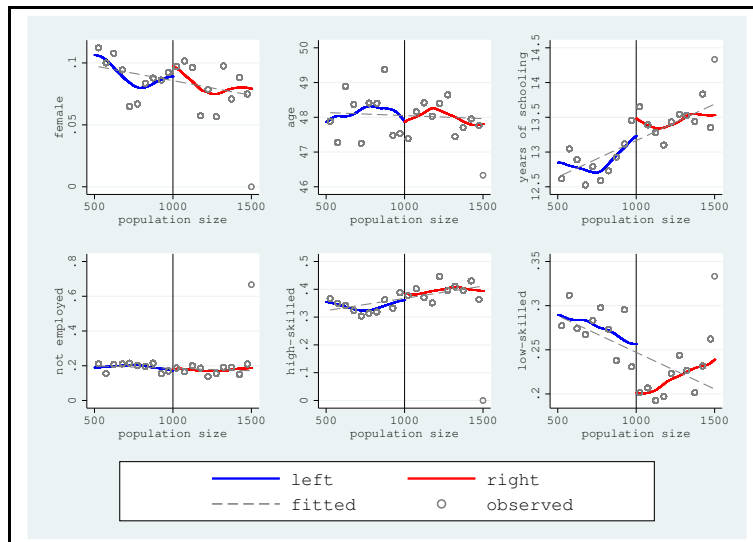 female
0 .05 .1
500 1000 1500
population size
age
46 47 48 49 50
500 1000 1500
population size
years of schooling
12.5 13 13.5 14 14.5
500 1000 1500
population size
not employed
0 .2 .4 .6 .8
500 1000 1500
population size
high-skilled
0 .1 .2 .3 .4 .5
500 1000 1500
population size
low-skilled
.2 .25 .3 .35
500 1000 1500
population size
left right
fitted observed